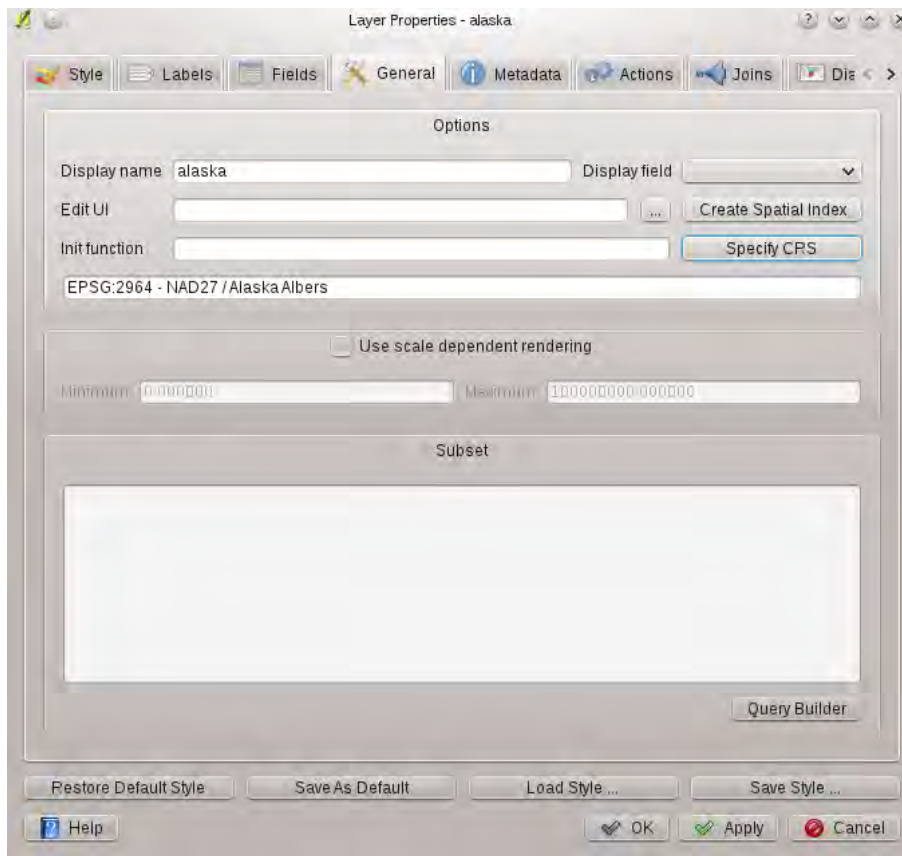 Layer Properties - alaska
Style Labels Fields General Metadata Actions Joins Dia
Options
Display name alaska Display field
Edit UI ... Create Spatial Index
Init function Specify CRS
EPSG:2964 - NAD27 / Alaska Albers
Use scale dependent rendering
Minimum 0.000000 Maximum 100000000.000000
Subset
Query Builder
Restore Default Style Save As Default Load Style ... Save Style ...
Help OK Apply Cancel